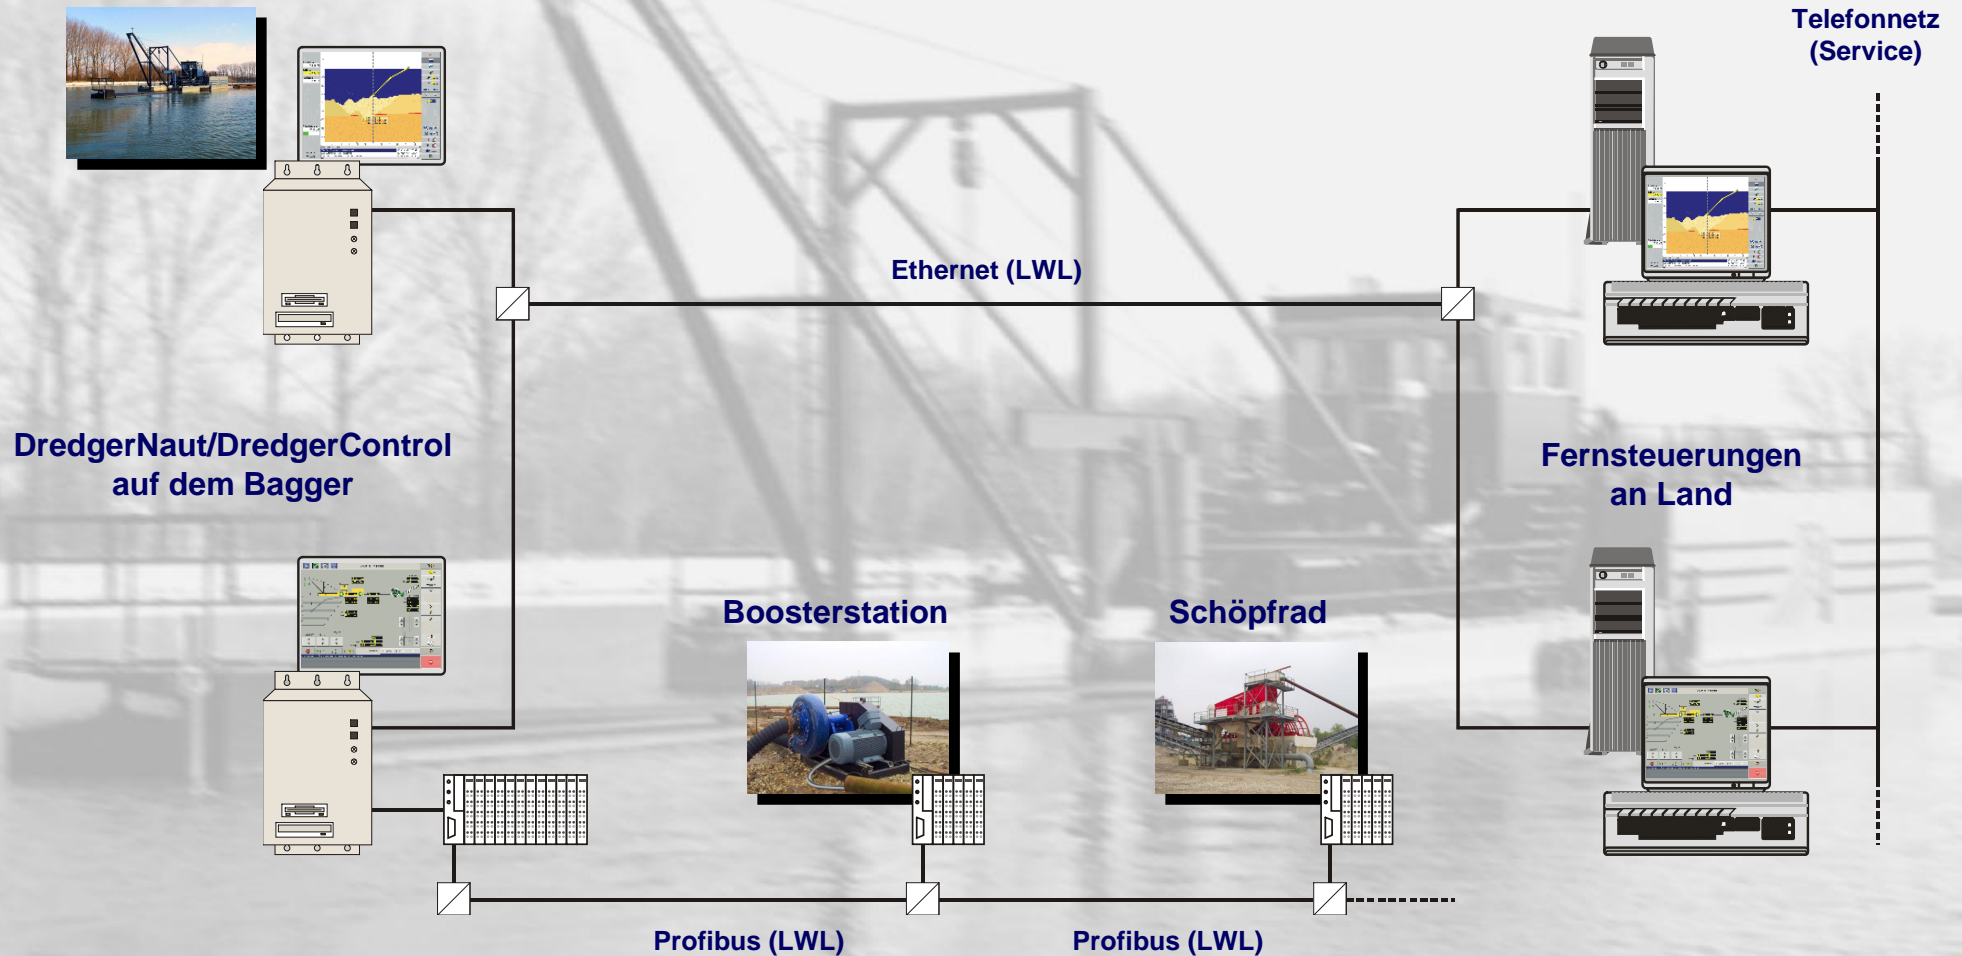 Telefonnetz
(Service)
Ethernet (LWL)
DredgerNaut/DredgerControl
auf dem Bagger
Fernsteuerungen
an Land
Boosterstation
Schöpfrad
Profibus (LWL)
Profibus (LWL)